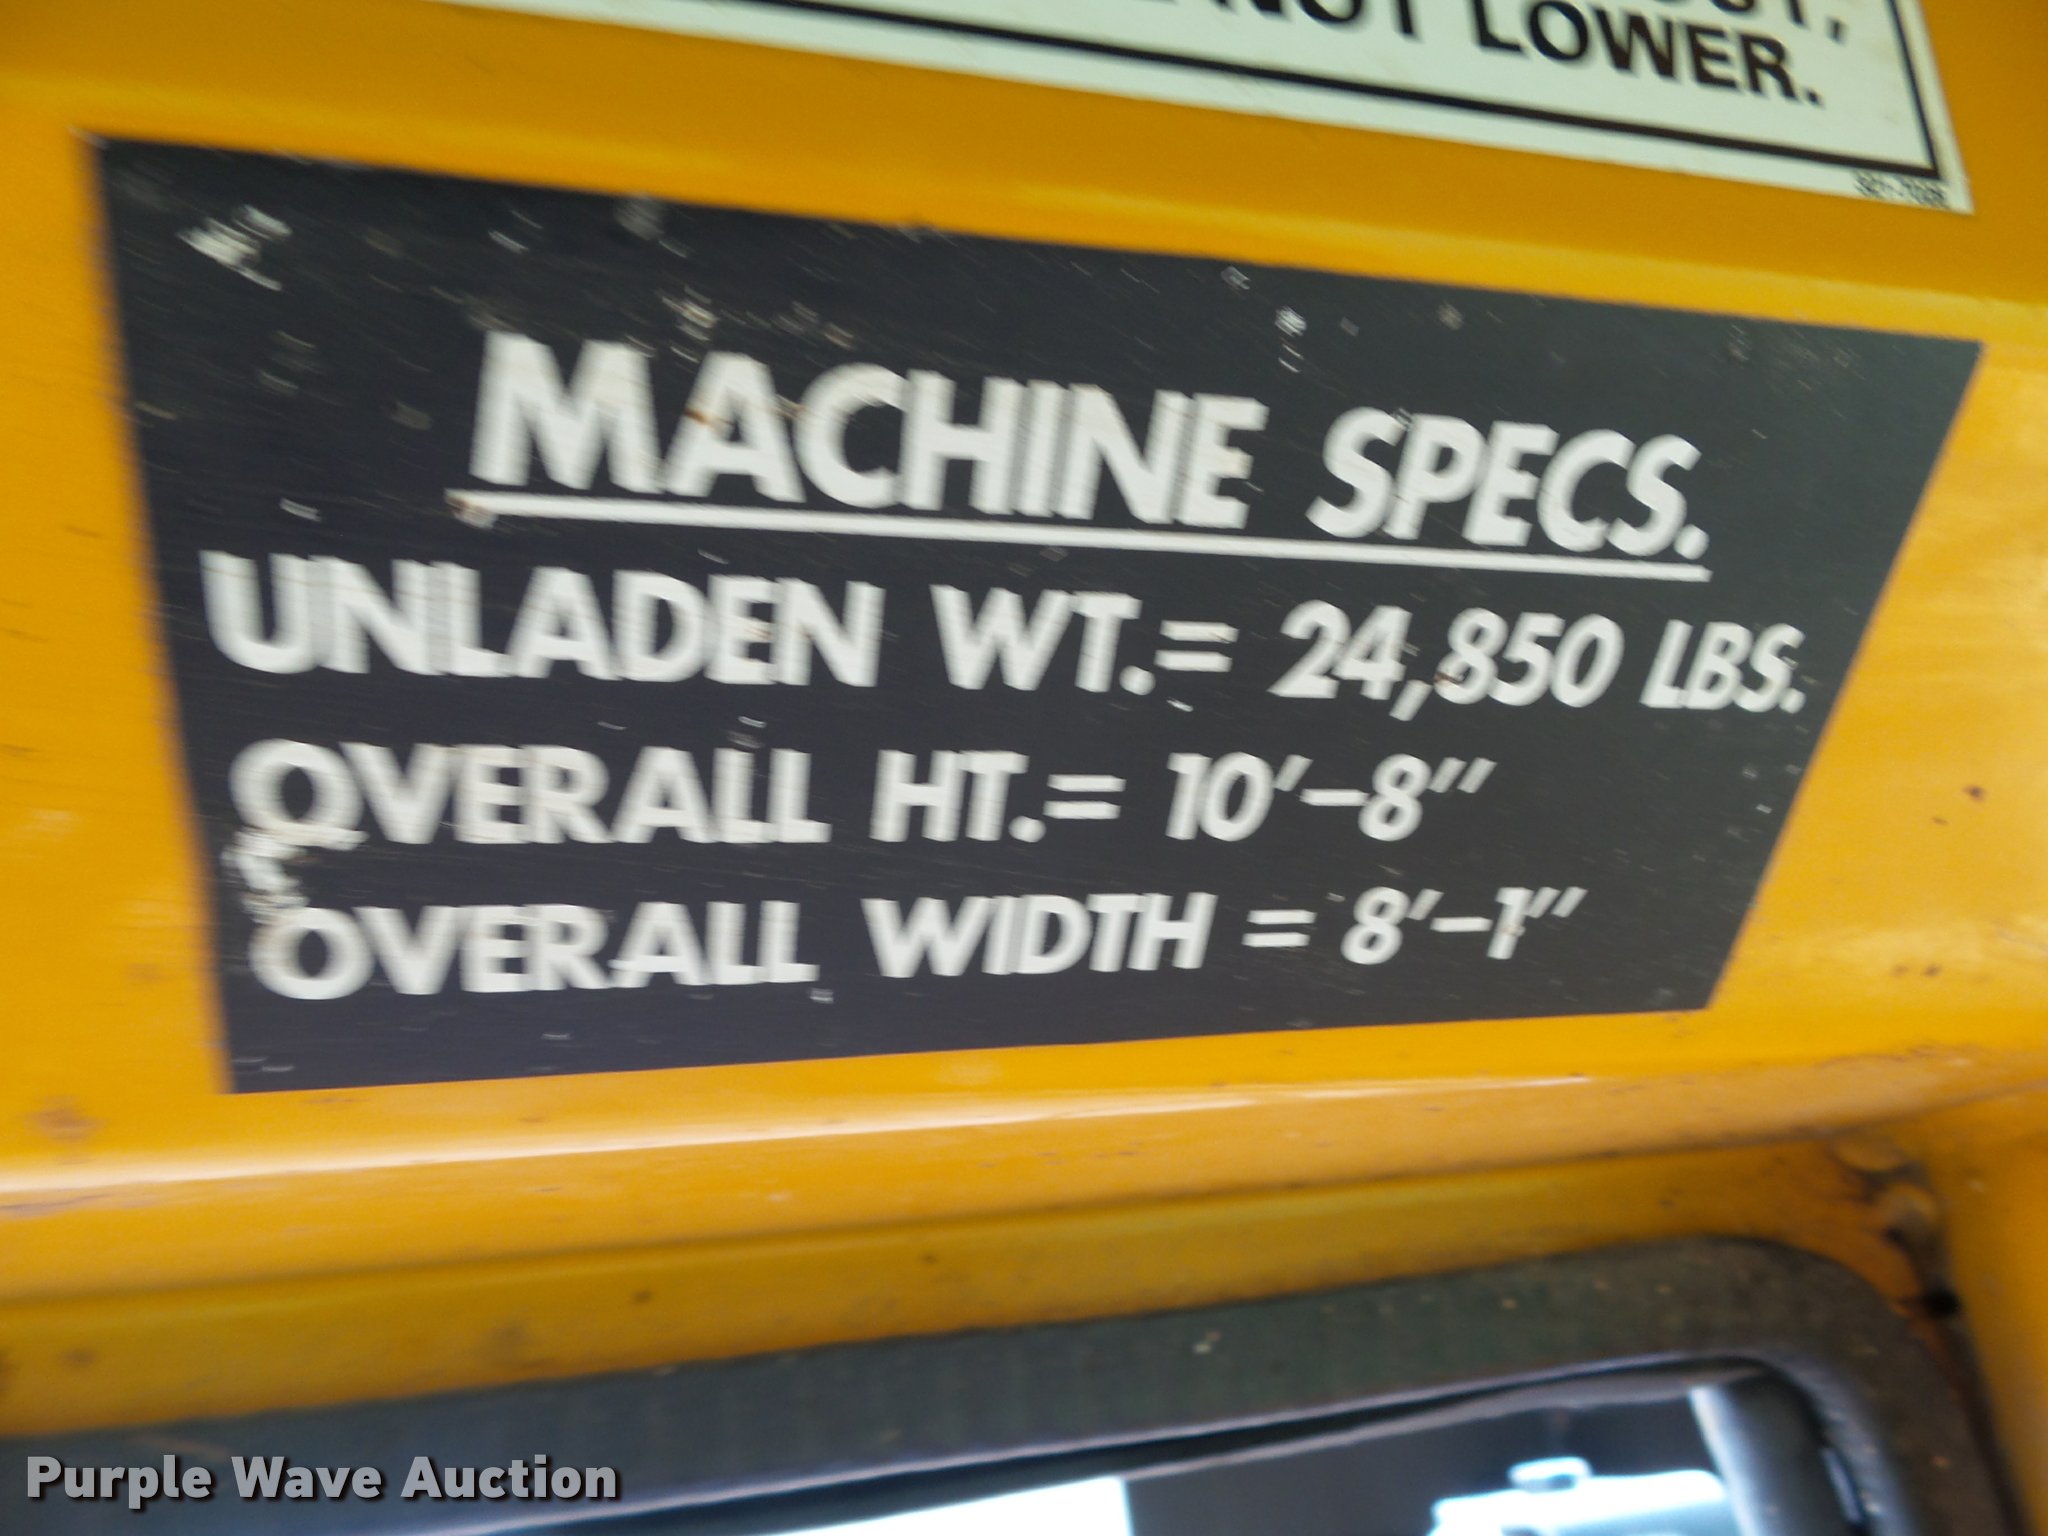 NOT LOWER.
MACHINE SPECS.
UNLADEN WT.= 24,850 LBS.
OVERALL HT.= 10'-8"
OVERALL WIDTH = 8'-1"
Purple Wave Auction